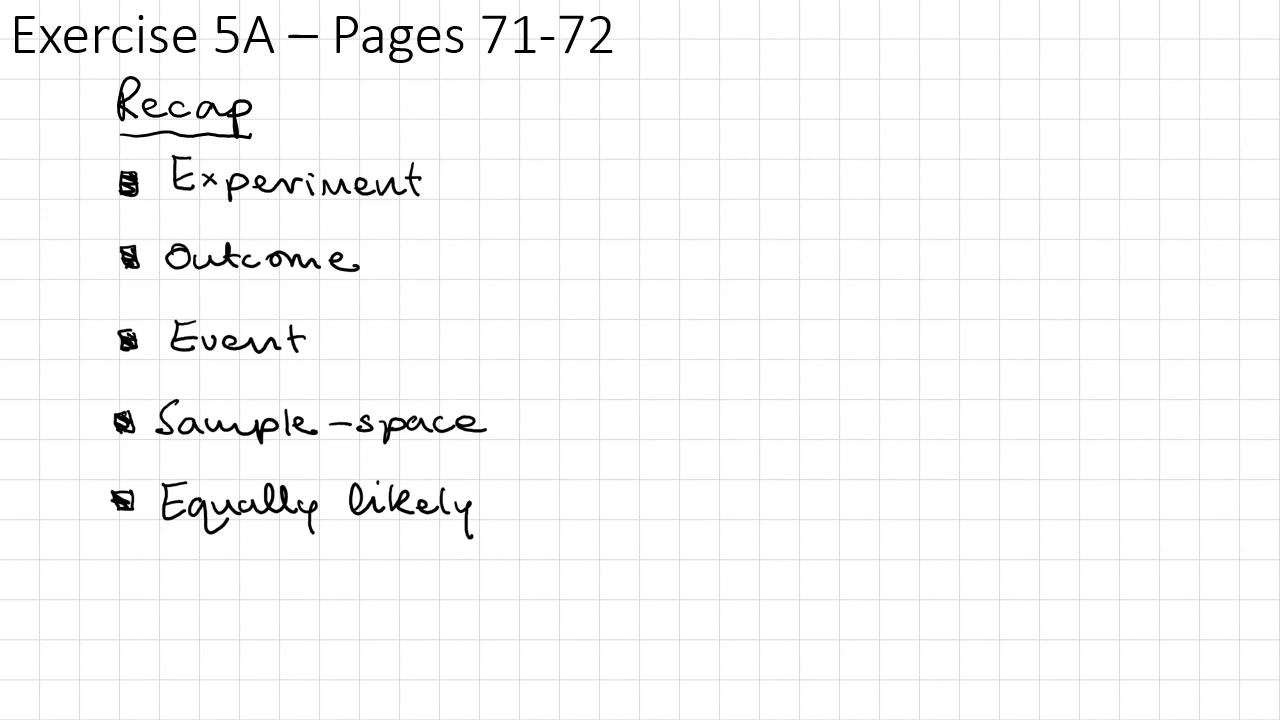 Exercise 5A – Pages 71-72
Recap
Experiment
Outcome
Event
Sample-space
Equally likely